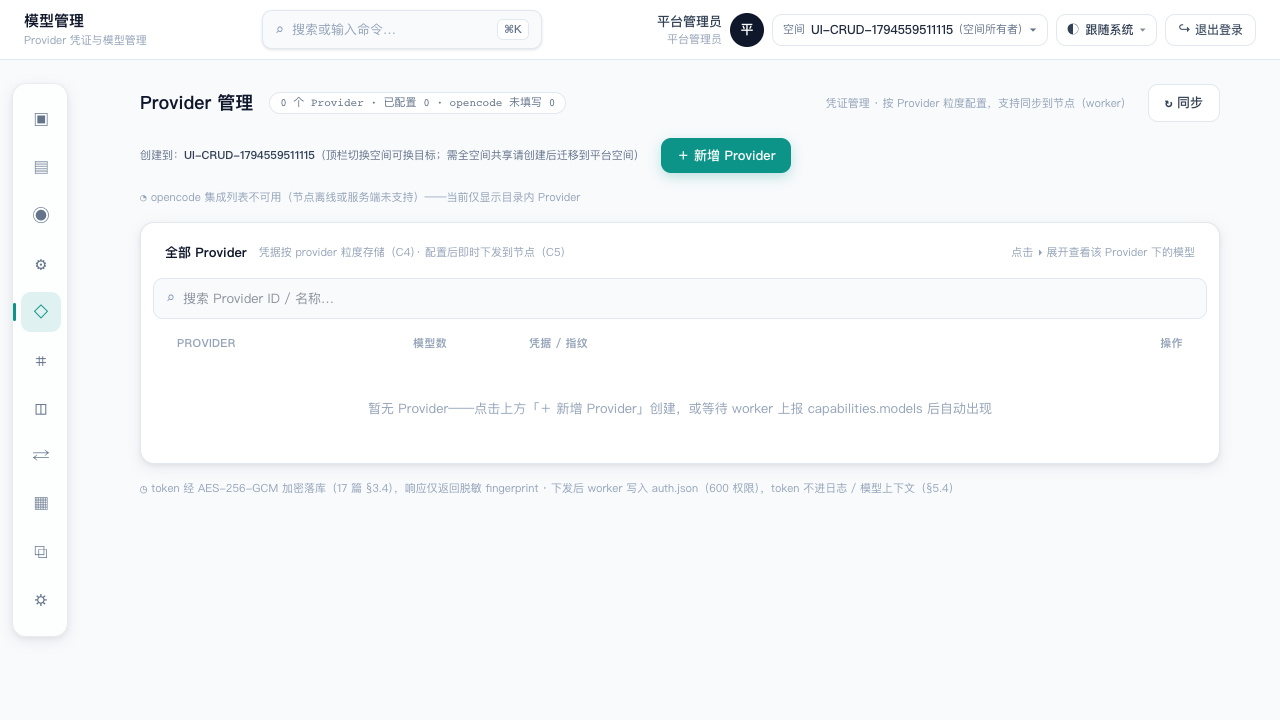 模型管理
Provider 凭证与模型管理
搜索或输入命令… ⌘K
平台管理员
平台管理员
平
空间 UI-CRUD-1794559511115 (空间所有者)
跟随系统
退出登录
Provider 管理
0 个 Provider · 已配置 0 · opencode 未填写 0
凭证管理 · 按 Provider 粒度配置，支持同步到节点（worker）
↻ 同步
创建到：UI-CRUD-1794559511115（顶栏切换空间可换目标；需全空间共享请创建后迁移到平台空间）
＋ 新增 Provider
opencode 集成列表不可用（节点离线或服务端未支持）——当前仅显示目录内 Provider
全部 Provider 凭据按 provider 粒度存储（C4）· 配置后即时下发到节点（C5）
点击 ▸ 展开查看该 Provider 下的模型
搜索 Provider ID / 名称…
PROVIDER 模型数 凭据 / 指纹 操作
暂无 Provider——点击上方「＋ 新增 Provider」创建，或等待 worker 上报 capabilities.models 后自动出现
token 经 AES-256-GCM 加密落库（17 篇 §3.4），响应仅返回脱敏 fingerprint · 下发后 worker 写入 auth.json（600 权限），token 不进日志 / 模型上下文（§5.4）